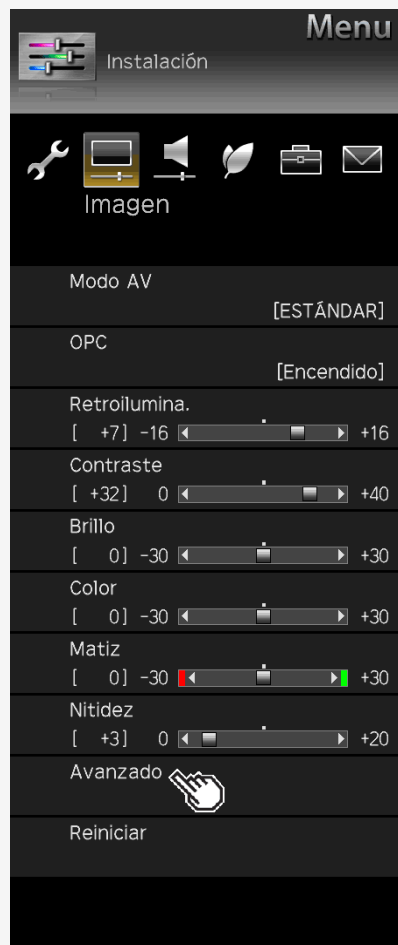 Menu
Instalación
Imagen
Modo AV
[ESTÁNDAR]
OPC
[Encendido]
Retroilumina.
[ +7] -16 +16
Contraste
[ +32] 0 +40
Brillo
[ 0] -30 +30
Color
[ 0] -30 +30
Matiz
[ 0] -30 +30
Nitidez
[ +3] 0 +20
Avanzado
Reiniciar